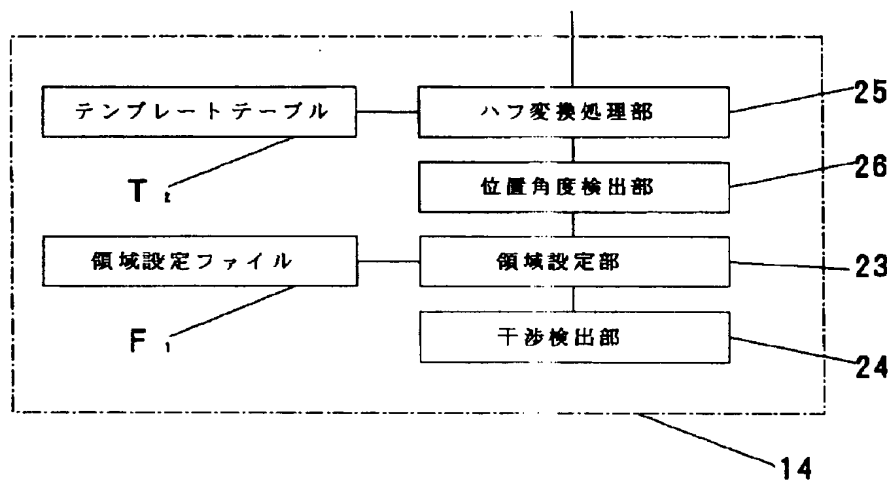 テンプレートテーブル
ハフ変換処理部
25
T₂
位置角度検出部
26
領域設定ファイル
領域設定部
23
F₁
干渉検出部
24
14